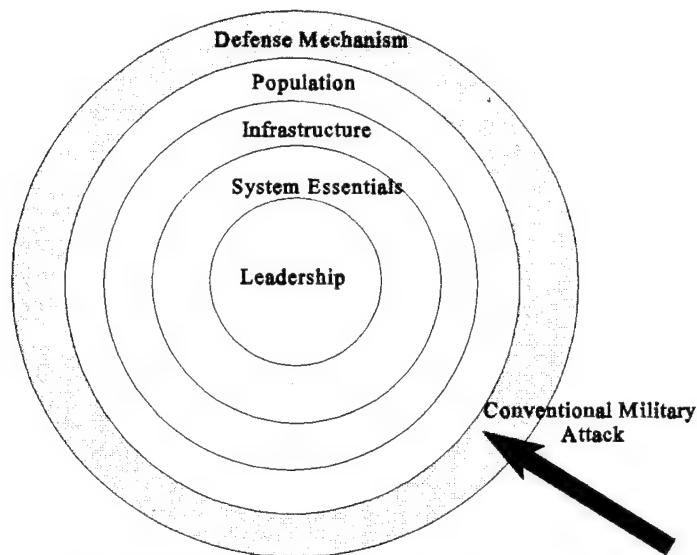 Defense Mechanism
Population
Infrastructure
System Essentials
Leadership
Conventional Military
Attack